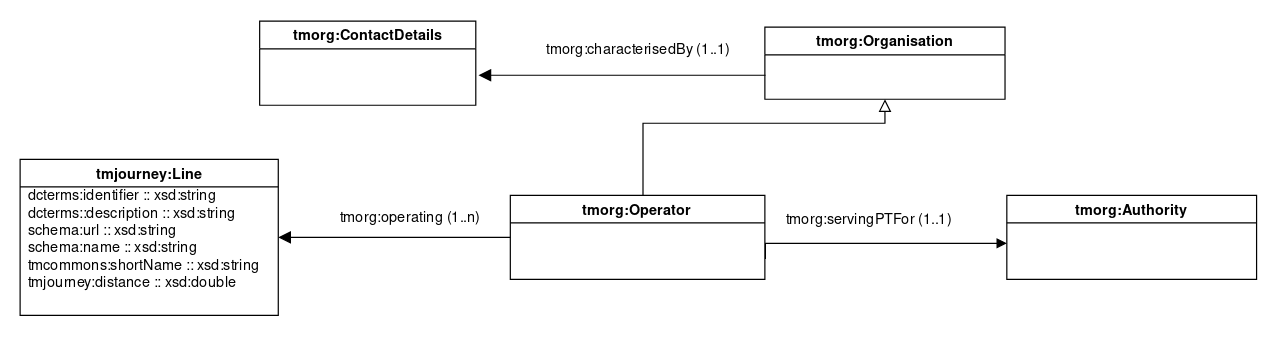 tmorg:ContactDetails
tmorg:characterisedBy (1..1)
tmorg:Organisation
tmjourney:Line
dcterms:identifier :: xsd:string
dcterms::description :: xsd:string
schema:url :: xsd:string
schema:name :: xsd:string
tmcommons:shortName :: xsd:string
tmjourney:distance :: xsd:double
tmorg:operating (1..n)
tmorg:Operator
tmorg:servingPTFor (1..1)
tmorg:Authority